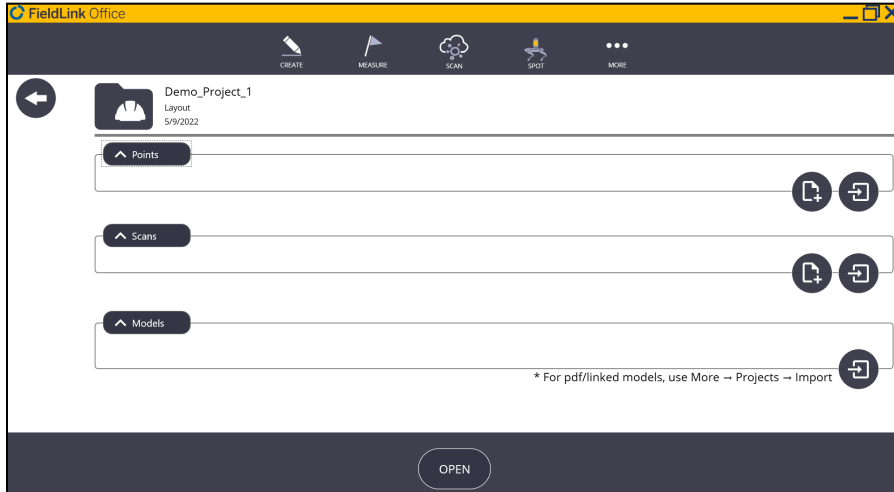 FieldLink Office
CREATE MEASURE SCAN SPOT MORE
Demo_Project_1
Layout
5/9/2022
Points
Scans
Models
* For pdf/linked models, use More → Projects → Import
OPEN